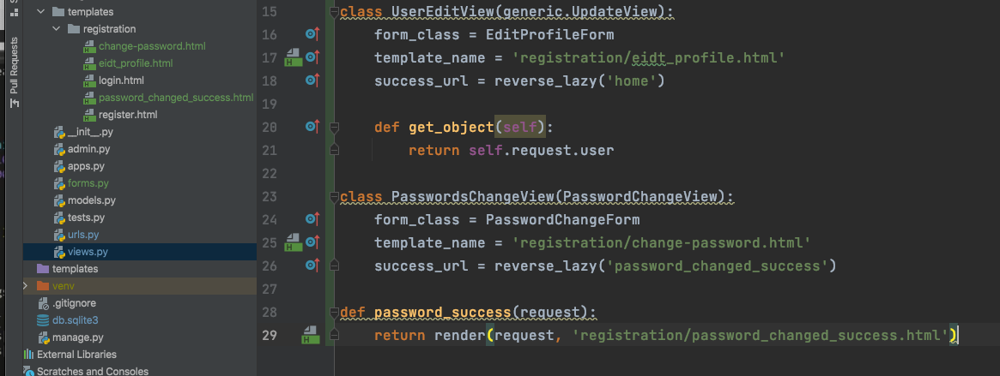 Pull Requests
templates
registration
change-password.html
eidt_profile.html
login.html
password_changed_success.html
register.html
__init__.py
admin.py
apps.py
forms.py
models.py
tests.py
urls.py
views.py
templates
venv
.gitignore
db.sqlite3
manage.py
External Libraries
Scratches and Consoles
15 class UserEditView(generic.UpdateView):
16 form_class = EditProfileForm
17 template_name = 'registration/eidt_profile.html'
18 success_url = reverse_lazy('home')
19
20 def get_object(self):
21 return self.request.user
22
23 class PasswordsChangeView(PasswordChangeView):
24 form_class = PasswordChangeForm
25 template_name = 'registration/change-password.html'
26 success_url = reverse_lazy('password_changed_success')
27
28 def password_success(request):
29 return render(request, 'registration/password_changed_success.html')